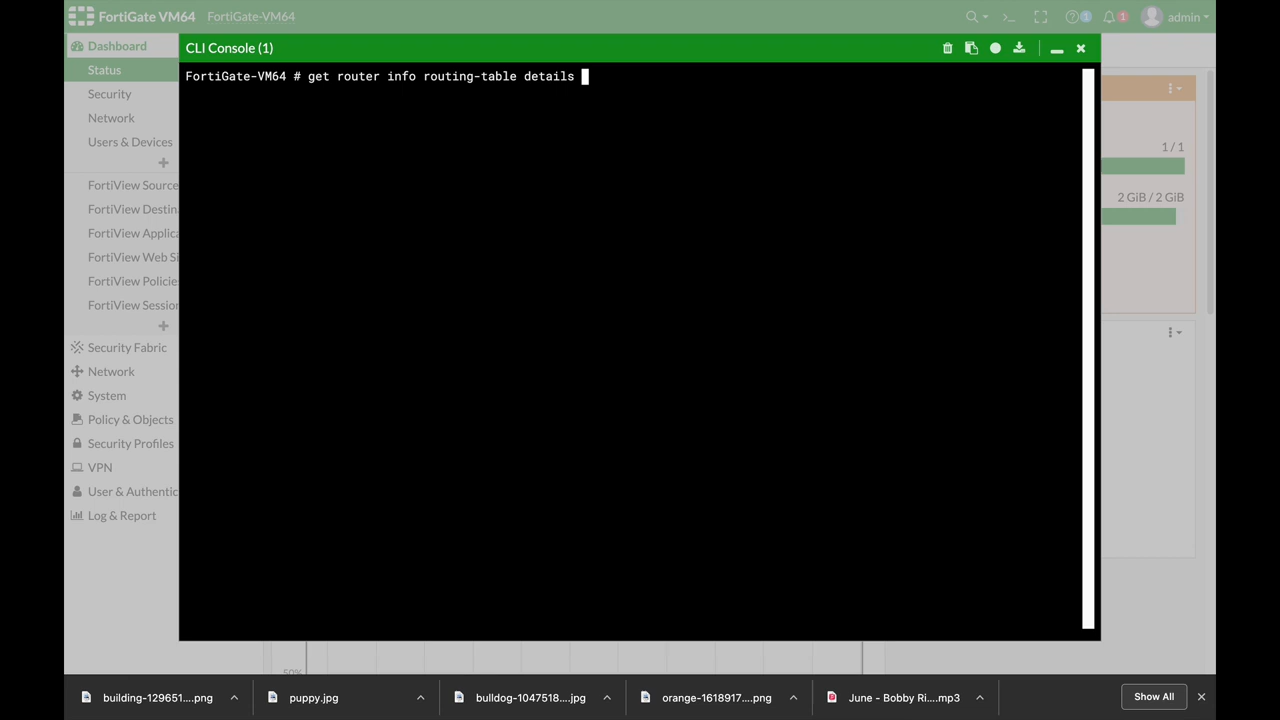 FortiGate VM64 FortiGate-VM64
1 1 admin
CLI Console (1)
FortiGate-VM64 # get router info routing-table details
Dashboard
Status
Security
Network
Users & Devices
FortiView Source
FortiView Destin
FortiView Applica
FortiView Web Si
FortiView Policie
FortiView Session
Security Fabric
Network
System
Policy & Objects
Security Profiles
VPN
User & Authentic
Log & Report
1 / 1
2 GiB / 2 GiB
50%
building-129651....png puppy.jpg bulldog-1047518....jpg orange-1618917....png June - Bobby Ri....mp3 Show All